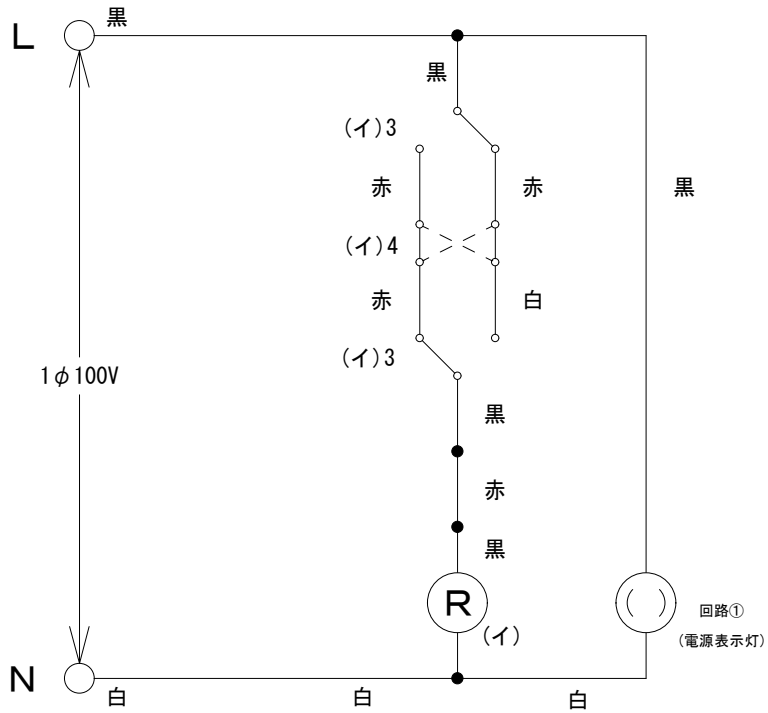 L
黒
黒
(イ)3
赤
赤
黒
(イ)4
赤
白
(イ)3
1φ100V
黒
赤
黒
R
(イ)
回路①
(電源表示灯)
N
白
白
白